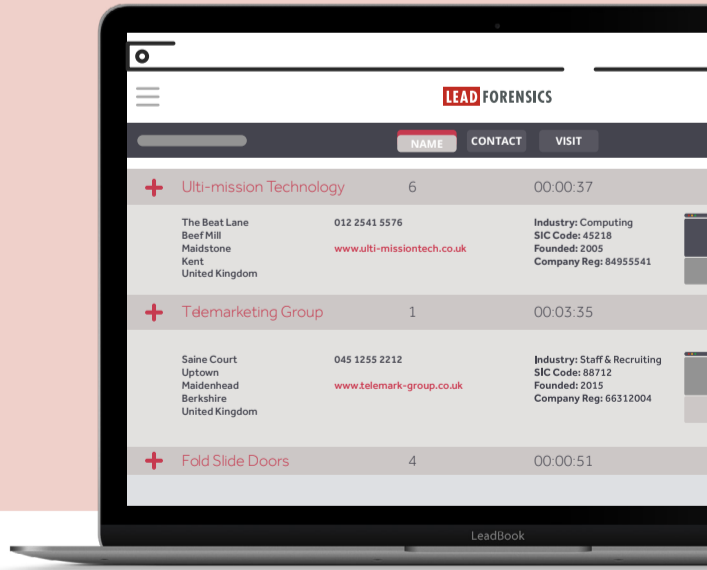 LEAD FORENSICS
NAME CONTACT VISIT
Ulti-mission Technology 6 00:00:37
The Beat Lane 012 2541 5576 Industry: Computing
Beef Mill SIC Code: 45218
Maidstone www.ulti-missiontech.co.uk Founded: 2005
Kent Company Reg: 84955541
United Kingdom
Telemarketing Group 1 00:03:35
Saine Court 045 1255 2212 Industry: Staff & Recruiting
Uptown SIC Code: 88712
Maidenhead www.telemark-group.co.uk Founded: 2015
Berkshire Company Reg: 66312004
United Kingdom
Fold Slide Doors 4 00:00:51
LeadBook